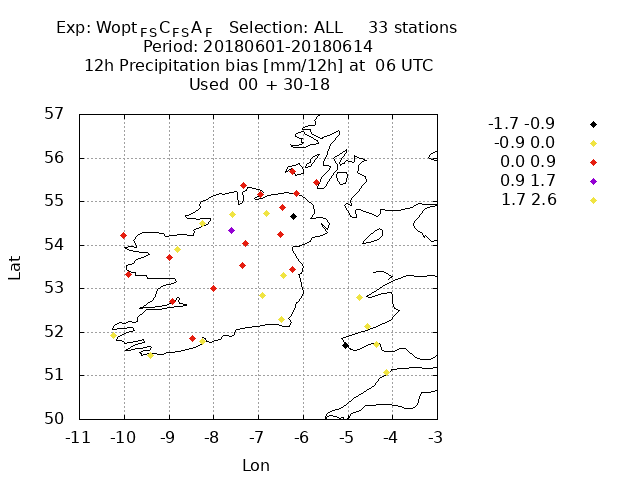 Exp: Wopt FS C FS A F   Selection: ALL     33 stations
Period: 20180601-20180614
12h Precipitation bias [mm/12h] at  06 UTC
Used  00 + 30-18
-1.7 -0.9
-0.9 0.0
0.0 0.9
0.9 1.7
1.7 2.6
57
56
55
54
53
52
51
50
Lat
-11 -10 -9 -8 -7 -6 -5 -4 -3
Lon